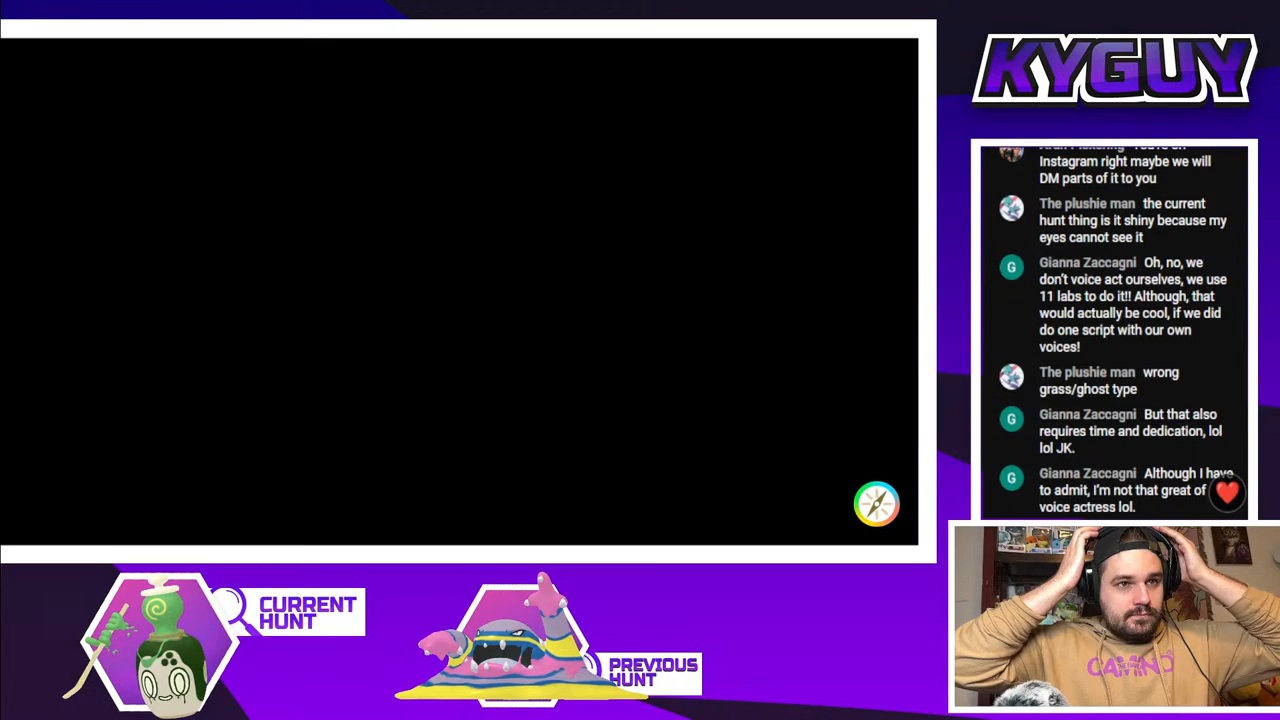 KYGUY
Instagram right maybe we will
DM parts of it to you
The plushie man the current
hunt thing is it shiny because my
eyes cannot see it
G
Gianna Zaccagni Oh, no, we
don't voice act ourselves, we use
11 labs to do it!! Although, that
would actually be cool, if we did
do one script with our own
voices!
The plushie man wrong
grass/ghost type
G
Gianna Zaccagni But that also
requires time and dedication, lol
lol JK.
G
Gianna Zaccagni Although I have
to admit, I'm not that great of
voice actress lol.
CURRENT
HUNT
PREVIOUS
HUNT